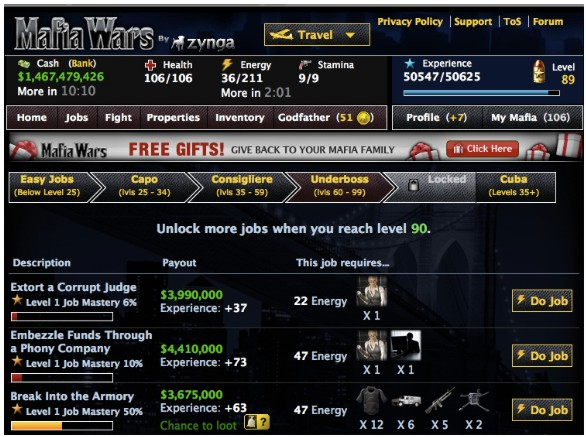 Mafia Wars By zynga
Travel
Privacy Policy | Support | ToS | Forum
Cash (Bank)
$1,467,479,426
More in 10:10
Health
106/106
Energy
36/211
More in 2:01
Stamina
9/9
Experience
50547/50625
Level
89
Home Jobs Fight Properties Inventory Godfather (51)
Profile (+7) My Mafia (106)
Mafia Wars FREE GIFTS! GIVE BACK TO YOUR MAFIA FAMILY Click Here
Easy Jobs
(Below Level 25)
Capo
(lvls 25 - 34)
Consigliere
(lvls 35 - 59)
Underboss
(lvls 60 - 99)
Locked
Cuba
(Levels 35+)
Unlock more jobs when you reach level 90.
Description Payout This job requires...
Extort a Corrupt Judge
Level 1 Job Mastery 6%
$3,990,000
Experience: +37
22 Energy
X 1
Do Job
Embezzle Funds Through
a Phony Company
Level 1 Job Mastery 10%
$4,410,000
Experience: +73
47 Energy
X 1 X 1
Do Job
Break Into the Armory
Level 1 Job Mastery 50%
$3,675,000
Experience: +63
Chance to loot ?
47 Energy
X 12 X 6 X 5 X 2
Do Job